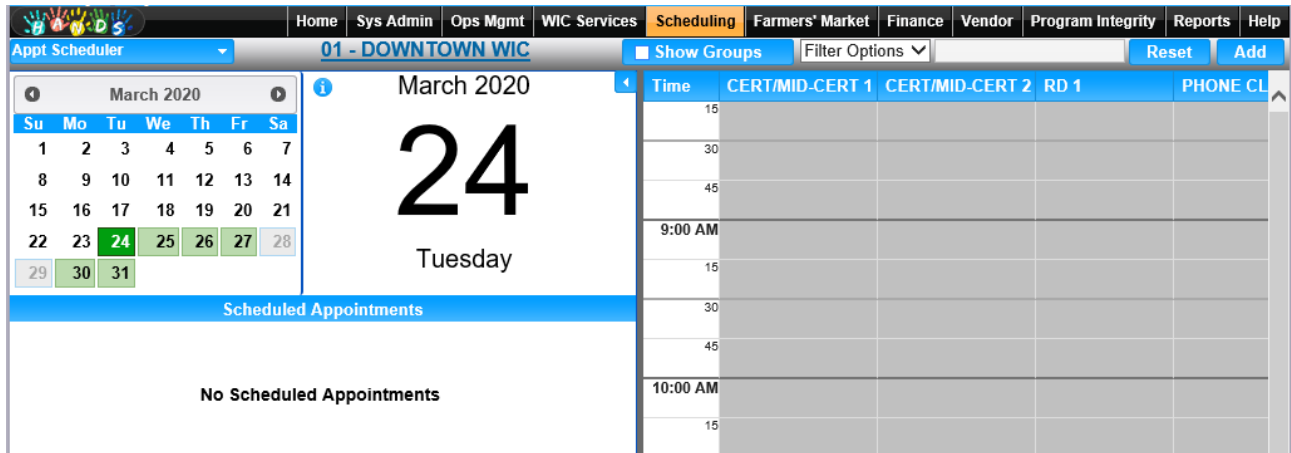 HANDS Home Sys Admin Ops Mgmt WIC Services Scheduling Farmers' Market Finance Vendor Program Integrity Reports Help
Appt Scheduler 01 - DOWNTOWN WIC Show Groups Filter Options Reset Add
March 2020
Su Mo Tu We Th Fr Sa
1 2 3 4 5 6 7
8 9 10 11 12 13 14
15 16 17 18 19 20 21
22 23 24 25 26 27 28
29 30 31
i March 2020
24
Tuesday
Scheduled Appointments
No Scheduled Appointments
Time CERT/MID-CERT 1 CERT/MID-CERT 2 RD 1 PHONE CL
15
30
45
9:00 AM
15
30
45
10:00 AM
15